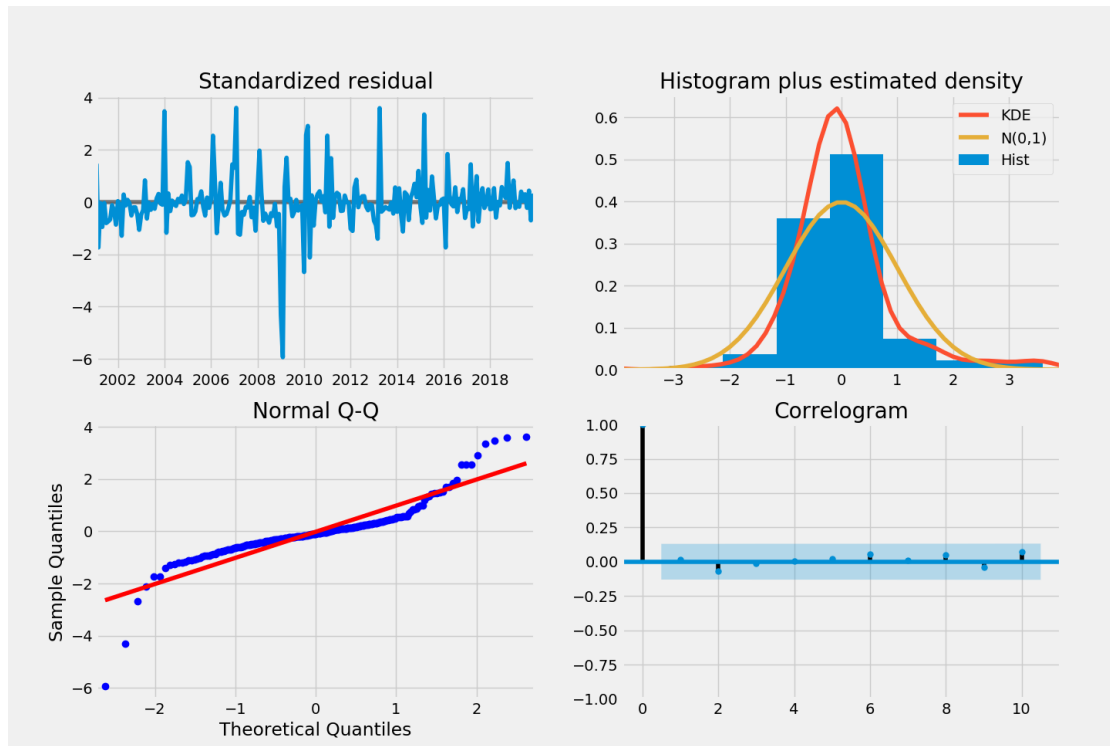 Standardized residual
4
2
0
−2
−4
−6
2002 2004 2006 2008 2010 2012 2014 2016 2018
Histogram plus estimated density
KDE
N(0,1)
Hist
0.6
0.5
0.4
0.3
0.2
0.1
0.0
−3 −2 −1 0 1 2 3
Normal Q-Q
Sample Quantiles
4
2
0
−2
−4
−6
−2 −1 0 1 2
Theoretical Quantiles
Correlogram
1.00
0.75
0.50
0.25
0.00
−0.25
−0.50
−0.75
−1.00
0 2 4 6 8 10